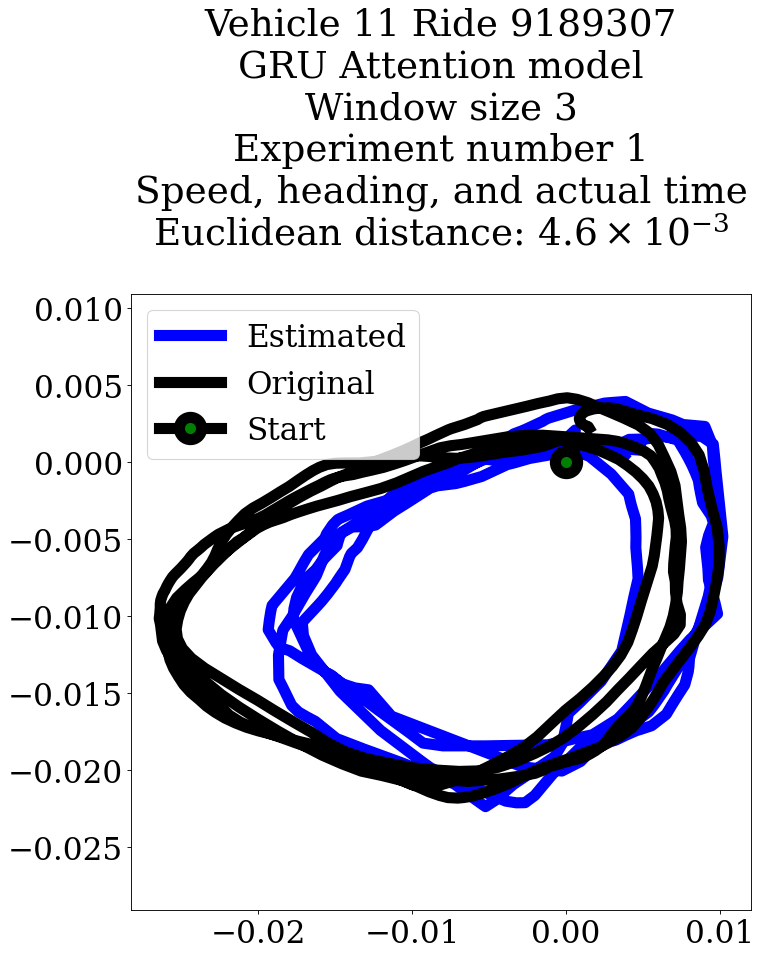 Vehicle 11 Ride 9189307
GRU Attention model
Window size 3
Experiment number 1
Speed, heading, and actual time
Euclidean distance: 4.6 × 10⁻³
0.010
Estimated
0.005
Original
Start
0.000
−0.005
−0.010
−0.015
−0.020
−0.025
−0.02 −0.01 0.00 0.01